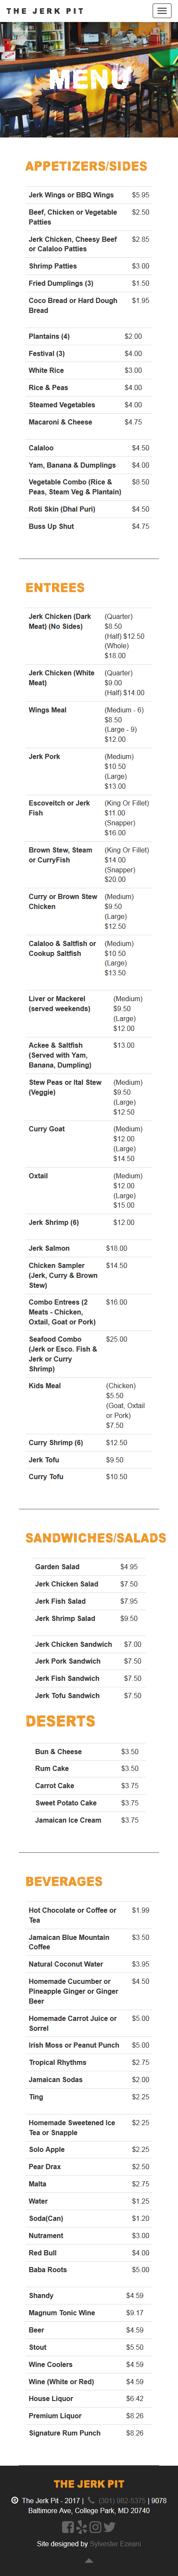 THE JERK PIT
MENU
APPETIZERS/SIDES
Jerk Wings or BBQ Wings $5.95
Beef, Chicken or Vegetable $2.50
Patties
Jerk Chicken, Cheesy Beef $2.85
or Calaloo Patties
Shrimp Patties $3.00
Fried Dumplings (3) $1.50
Coco Bread or Hard Dough $1.95
Bread
Plantains (4) $2.00
Festival (3) $4.00
White Rice $3.00
Rice & Peas $4.00
Steamed Vegetables $4.00
Macaroni & Cheese $4.75
Calaloo $4.50
Yam, Banana & Dumplings $4.00
Vegetable Combo (Rice & $8.50
Peas, Steam Veg & Plantain)
Roti Skin (Dhal Puri) $4.50
Buss Up Shut $4.75
ENTREES
Jerk Chicken (Dark (Quarter)
Meat) (No Sides) $8.50
(Half) $12.50
(Whole)
$18.00
Jerk Chicken (White (Quarter)
Meat) $9.00
(Half) $14.00
Wings Meal (Medium - 6)
$8.50
(Large - 9)
$12.00
Jerk Pork (Medium)
$10.50
(Large)
$13.00
Escoveitch or Jerk (King Or Fillet)
Fish $11.00
(Snapper)
$16.00
Brown Stew, Steam (King Or Fillet)
or CurryFish $14.00
(Snapper)
$20.00
Curry or Brown Stew (Medium)
Chicken $9.50
(Large)
$12.50
Calaloo & Saltfish or (Medium)
Cookup Saltfish $10.50
(Large)
$13.50
Liver or Mackerel (Medium)
(served weekends) $9.50
(Large)
$12.00
Ackee & Saltfish $13.00
(Served with Yam,
Banana, Dumpling)
Stew Peas or Ital Stew (Medium)
(Veggie) $9.50
(Large)
$12.50
Curry Goat (Medium)
$12.00
(Large)
$14.50
Oxtail (Medium)
$12.00
(Large)
$15.00
Jerk Shrimp (6) $12.00
Jerk Salmon $18.00
Chicken Sampler $14.50
(Jerk, Curry & Brown
Stew)
Combo Entrees (2 $16.00
Meats - Chicken,
Oxtail, Goat or Pork)
Seafood Combo $25.00
(Jerk or Esco. Fish &
Jerk or Curry
Shrimp)
Kids Meal (Chicken)
$5.50
(Goat, Oxtail
or Pork)
$7.50
Curry Shrimp (6) $12.50
Jerk Tofu $9.50
Curry Tofu $10.50
SANDWICHES/SALADS
Garden Salad $4.95
Jerk Chicken Salad $7.50
Jerk Fish Salad $7.95
Jerk Shrimp Salad $9.50
Jerk Chicken Sandwich $7.00
Jerk Pork Sandwich $7.50
Jerk Fish Sandwich $7.50
Jerk Tofu Sandwich $7.50
DESERTS
Bun & Cheese $3.50
Rum Cake $3.50
Carrot Cake $3.75
Sweet Potato Cake $3.75
Jamaican Ice Cream $3.75
BEVERAGES
Hot Chocolate or Coffee or $1.99
Tea
Jamaican Blue Mountain $3.50
Coffee
Natural Coconut Water $3.95
Homemade Cucumber or $4.50
Pineapple Ginger or Ginger
Beer
Homemade Carrot Juice or $5.00
Sorrel
Irish Moss or Peanut Punch $5.00
Tropical Rhythms $2.75
Jamaican Sodas $2.00
Ting $2.25
Homemade Sweetened Ice $2.25
Tea or Snapple
Solo Apple $2.25
Pear Drax $2.50
Malta $2.75
Water $1.25
Soda(Can) $1.20
Nutrament $3.00
Red Bull $4.00
Baba Roots $5.00
Shandy $4.59
Magnum Tonic Wine $9.17
Beer $4.59
Stout $5.50
Wine Coolers $4.59
Wine (White or Red) $4.59
House Liquor $6.42
Premium Liquor $8.26
Signature Rum Punch $8.26
THE JERK PIT
The Jerk Pit - 2017 | (301) 982-5375 | 9078
Baltimore Ave, College Park, MD 20740
Site designed by Sylvester Ezeani